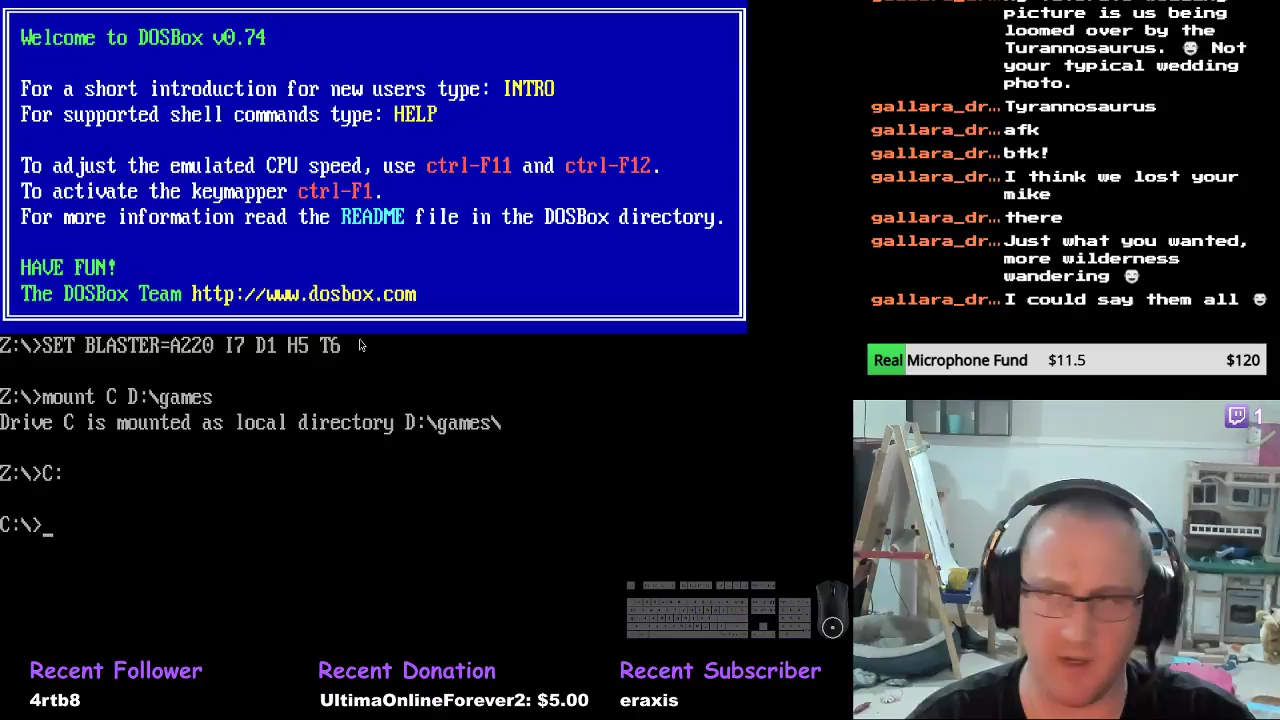 Welcome to DOSBox v0.74
For a short introduction for new users type: INTRO
For supported shell commands type: HELP
To adjust the emulated CPU speed, use ctrl-F11 and ctrl-F12.
To activate the keymapper ctrl-F1.
For more information read the README file in the DOSBox directory.
HAVE FUN!
The DOSBox Team http://www.dosbox.com
Z:\>SET BLASTER=A220 I7 D1 H5 T6
Z:\>mount C D:\games
Drive C is mounted as local directory D:\games\
Z:\>C:
C:\>_
picture is us being
loomed over by the
Turannosaurus. Not
your typical wedding
photo.
gallara_dr… Tyrannosaurus
gallara_dr… afk
gallara_dr… btk!
gallara_dr… I think we lost your
mike
gallara_dr… there
gallara_dr… Just what you wanted,
more wilderness
wandering
gallara_dr… I could say them all
Real Microphone Fund $11.5 $120
1
Recent Follower
4rtb8
Recent Donation
UltimaOnlineForever2: $5.00
Recent Subscriber
eraxis